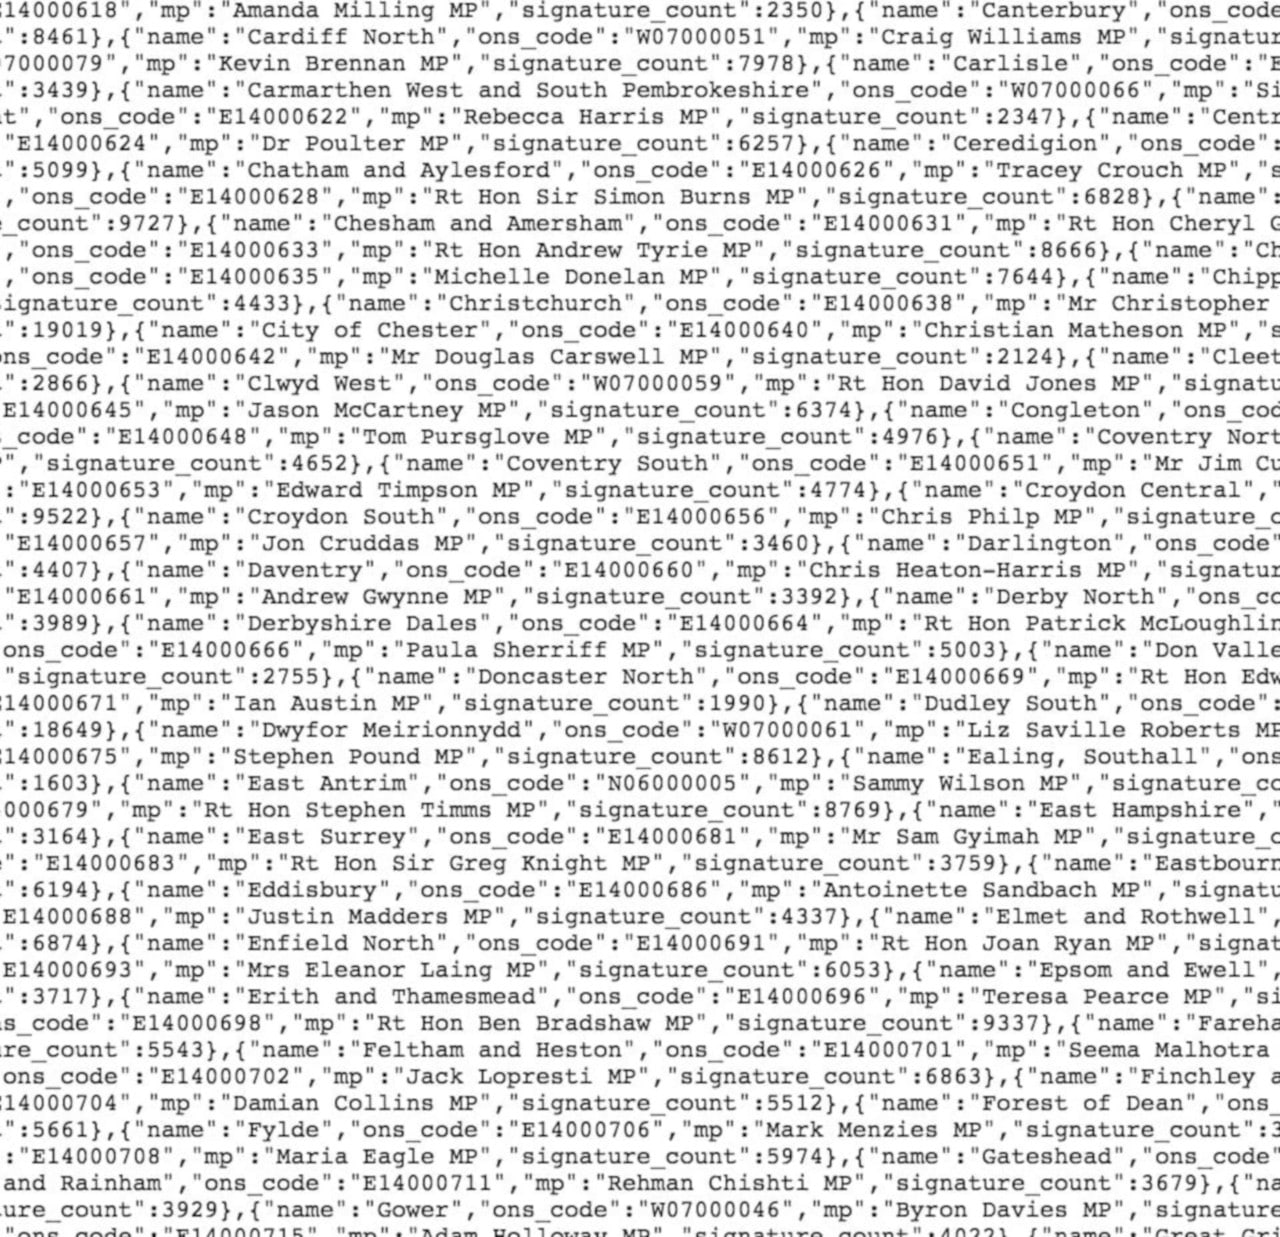 E14000618","mp":"Amanda Milling MP","signature_count":2350},{"name":"Canterbury","ons_code
":8461},{"name":"Cardiff North","ons_code":"W07000051","mp":"Craig Williams MP","signatur
7000079","mp":"Kevin Brennan MP","signature_count":7978},{"name":"Carlisle","ons_code":"E
":3439},{"name":"Carmarthen West and South Pembrokeshire","ons_code":"W07000066","mp":"Si
t","ons_code":"E14000622","mp":"Rebecca Harris MP","signature_count":2347},{"name":"Centr
"E14000624","mp":"Dr Poulter MP","signature_count":6257},{"name":"Ceredigion","ons_code":
":5099},{"name":"Chatham and Aylesford","ons_code":"E14000626","mp":"Tracey Crouch MP","s
,"ons_code":"E14000628","mp":"Rt Hon Sir Simon Burns MP","signature_count":6828},{"name":
e_count":9727},{"name":"Chesham and Amersham","ons_code":"E14000631","mp":"Rt Hon Cheryl G
,"ons_code":"E14000633","mp":"Rt Hon Andrew Tyrie MP","signature_count":8666},{"name":"Ch
,"ons_code":"E14000635","mp":"Michelle Donelan MP","signature_count":7644},{"name":"Chipp
signature_count":4433},{"name":"Christchurch","ons_code":"E14000638","mp":"Mr Christopher
":19019},{"name":"City of Chester","ons_code":"E14000640","mp":"Christian Matheson MP","s
ons_code":"E14000642","mp":"Mr Douglas Carswell MP","signature_count":2124},{"name":"Cleet
":2866},{"name":"Clwyd West","ons_code":"W07000059","mp":"Rt Hon David Jones MP","signatu
E14000645","mp":"Jason McCartney MP","signature_count":6374},{"name":"Congleton","ons_cod
s_code":"E14000648","mp":"Tom Pursglove MP","signature_count":4976},{"name":"Coventry Nort
","signature_count":4652},{"name":"Coventry South","ons_code":"E14000651","mp":"Mr Jim Cu
:"E14000653","mp":"Edward Timpson MP","signature_count":4774},{"name":"Croydon Central","
":9522},{"name":"Croydon South","ons_code":"E14000656","mp":"Chris Philp MP","signature_c
"E14000657","mp":"Jon Cruddas MP","signature_count":3460},{"name":"Darlington","ons_code"
":4407},{"name":"Daventry","ons_code":"E14000660","mp":"Chris Heaton-Harris MP","signatur
"E14000661","mp":"Andrew Gwynne MP","signature_count":3392},{"name":"Derby North","ons_co
":3989},{"name":"Derbyshire Dales","ons_code":"E14000664","mp":"Rt Hon Patrick McLoughlin
ons_code":"E14000666","mp":"Paula Sherriff MP","signature_count":5003},{"name":"Don Valle
"signature_count":2755},{"name":"Doncaster North","ons_code":"E14000669","mp":"Rt Hon Edw
E14000671","mp":"Ian Austin MP","signature_count":1990},{"name":"Dudley South","ons_code":
":18649},{"name":"Dwyfor Meirionnydd","ons_code":"W07000061","mp":"Liz Saville Roberts MP
E14000675","mp":"Stephen Pound MP","signature_count":8612},{"name":"Ealing, Southall","ons
":1603},{"name":"East Antrim","ons_code":"N06000005","mp":"Sammy Wilson MP","signature_co
000679","mp":"Rt Hon Stephen Timms MP","signature_count":8769},{"name":"East Hampshire","
":3164},{"name":"East Surrey","ons_code":"E14000681","mp":"Mr Sam Gyimah MP","signature_c
e":"E14000683","mp":"Rt Hon Sir Greg Knight MP","signature_count":3759},{"name":"Eastbourn
":6194},{"name":"Eddisbury","ons_code":"E14000686","mp":"Antoinette Sandbach MP","signatu
E14000688","mp":"Justin Madders MP","signature_count":4337},{"name":"Elmet and Rothwell",
":6874},{"name":"Enfield North","ons_code":"E14000691","mp":"Rt Hon Joan Ryan MP","signat
E14000693","mp":"Mrs Eleanor Laing MP","signature_count":6053},{"name":"Epsom and Ewell",
":3717},{"name":"Erith and Thamesmead","ons_code":"E14000696","mp":"Teresa Pearce MP","si
ns_code":"E14000698","mp":"Rt Hon Ben Bradshaw MP","signature_count":9337},{"name":"Fareha
ure_count":5543},{"name":"Feltham and Heston","ons_code":"E14000701","mp":"Seema Malhotra
ons_code":"E14000702","mp":"Jack Lopresti MP","signature_count":6863},{"name":"Finchley a
E14000704","mp":"Damian Collins MP","signature_count":5512},{"name":"Forest of Dean","ons_
":5661},{"name":"Fylde","ons_code":"E14000706","mp":"Mark Menzies MP","signature_count":3
:"E14000708","mp":"Maria Eagle MP","signature_count":5974},{"name":"Gateshead","ons_code"
and Rainham","ons_code":"E14000711","mp":"Rehman Chishti MP","signature_count":3679},{"na
ure_count":3929},{"name":"Gower","ons_code":"W07000046","mp":"Byron Davies MP","signature
"ons_code":"E14000715","mp":"Adam Holloway MP","signature_count":4022},{"name":"Great Gri